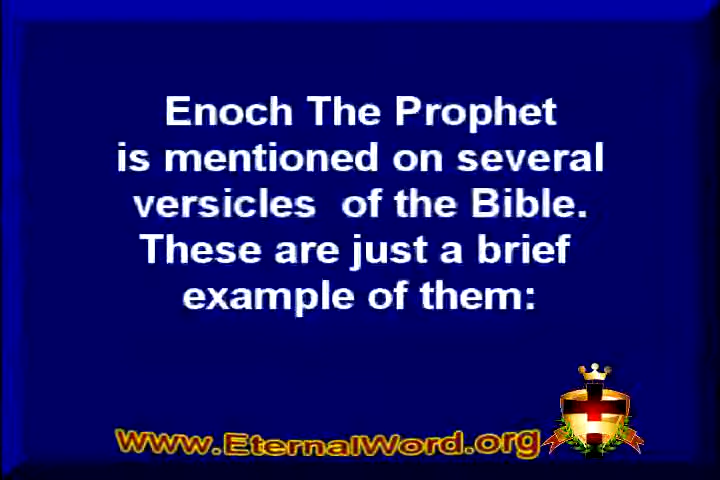 Enoch The Prophet
is mentioned on several
versicles of the Bible.
These are just a brief
example of them:
www.EternalWord.org